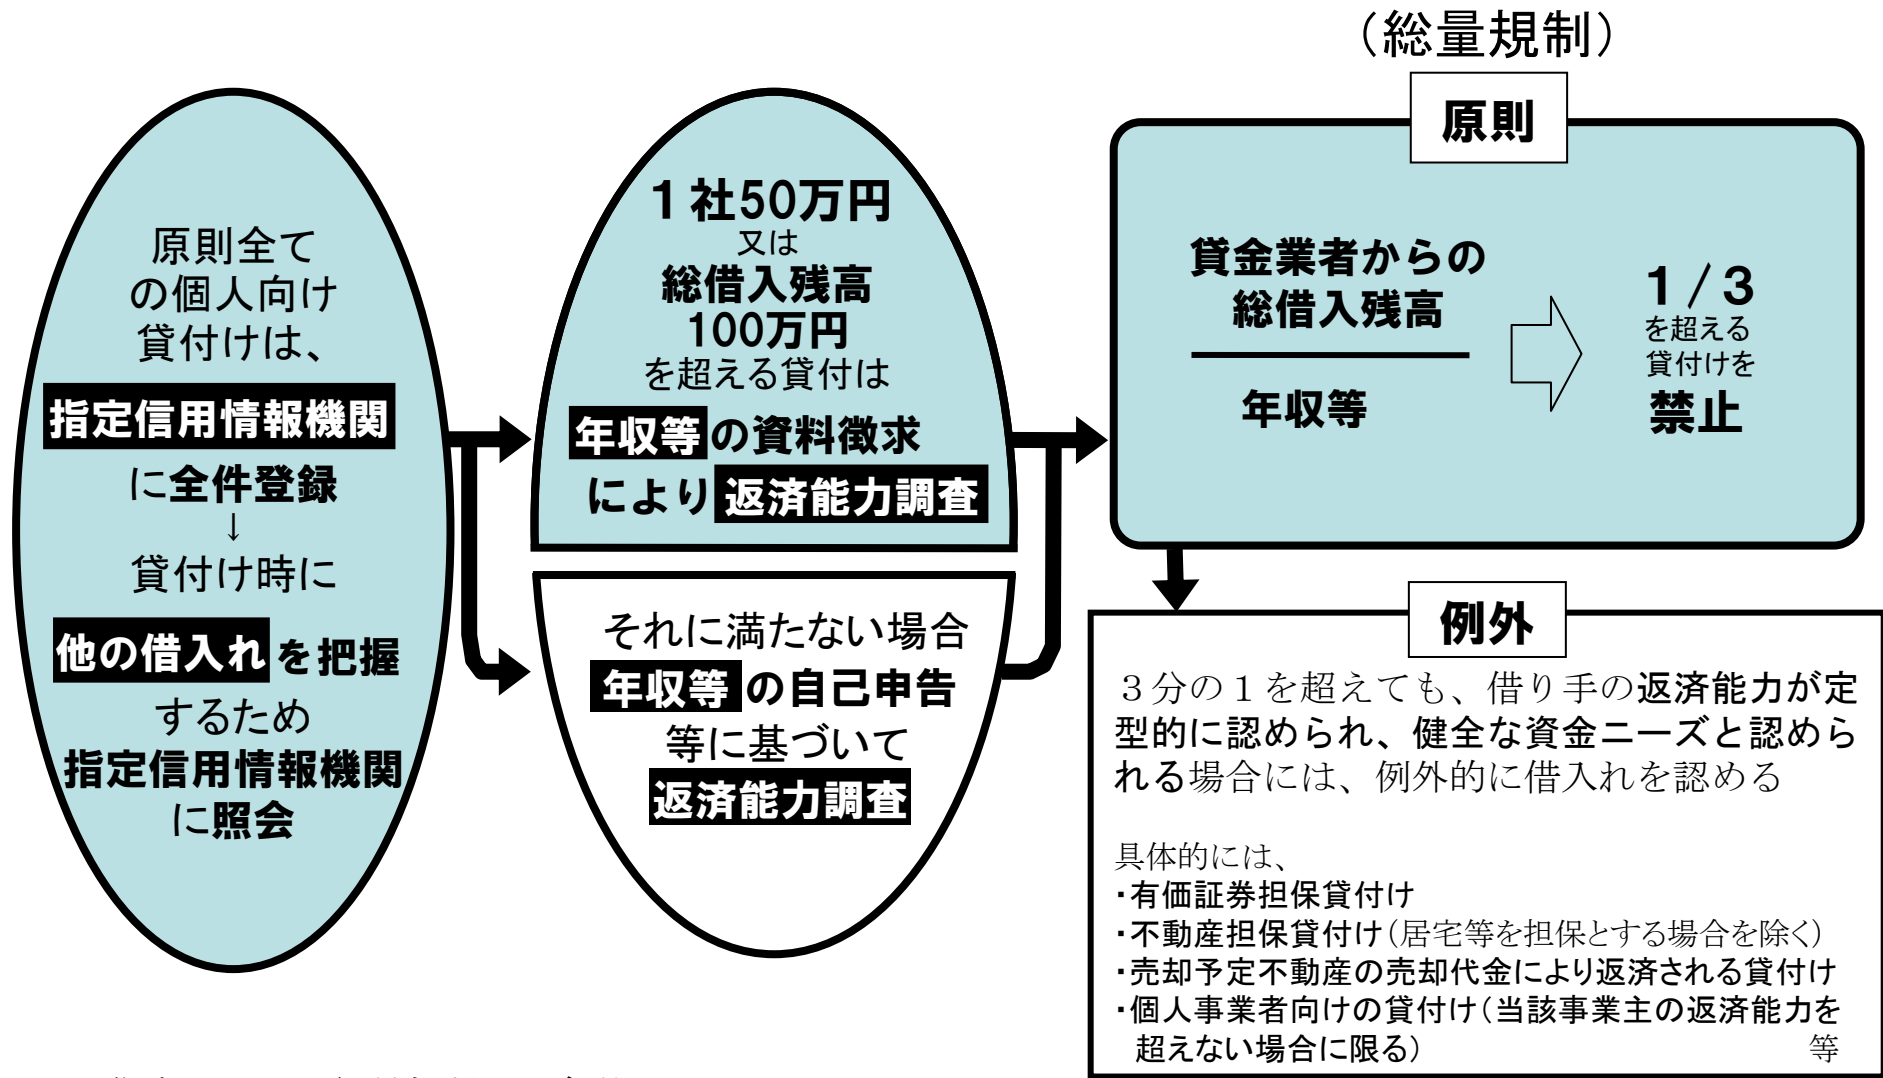 (総量規制)
原則全て
の個人向け
貸付けは、
指定信用情報機関
に全件登録
↓
貸付け時に
他の借入れを把握
するため
指定信用情報機関
に照会
1社50万円
又は
総借入残高
100万円
を超える貸付は
年収等の資料徴求
により返済能力調査
それに満たない場合
年収等の自己申告
等に基づいて
返済能力調査
原則
貸金業者からの
総借入残高
年収等
1/3
を超える
貸付けを
禁止
例外
3分の1を超えても、借り手の返済能力が定
型的に認められ、健全な資金ニーズと認めら
れる場合には、例外的に借入れを認める
具体的には、
・有価証券担保貸付け
・不動産担保貸付け(居宅等を担保とする場合を除く)
・売却予定不動産の売却代金により返済される貸付け
・個人事業者向けの貸付け(当該事業主の返済能力を
超えない場合に限る) 等